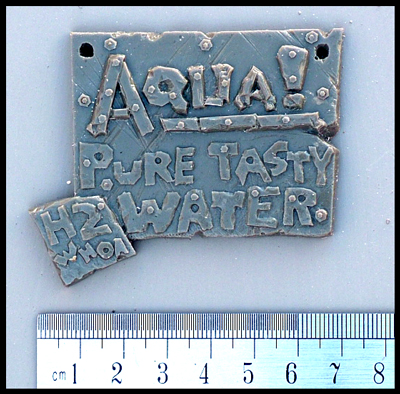 AQUA!
PURE TASTY
WATER.
H2
WHOA
cm 1 2 3 4 5 6 7 8